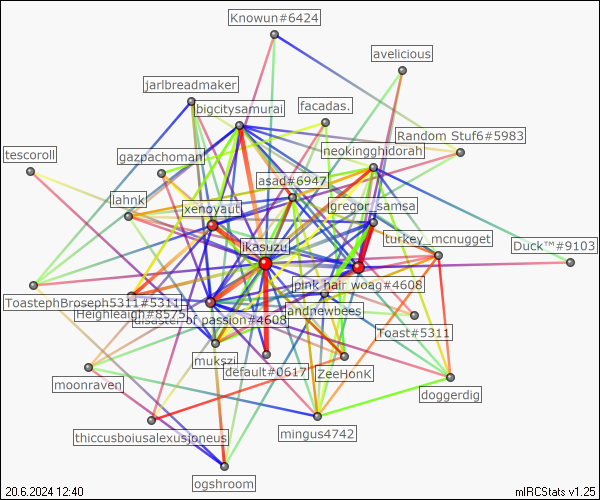 Knowun#6424
avelicious
jarlbreadmaker
bigcitysamurai
facadas.
Random Stuf6#5983
neokingghidorah
tescoroll
gazpachoman
asad#6947
lahnk
xenoyaut
gregor_samsa
jkasuzu
turkey_mcnugget
Duck™#9103
pink hair woag#4608
ToastephBroseph5311#5311
Heighleaigh#8575
disaster of passion#4608
andnewbees
Toast#5311
mukszi
default#0617
ZeeHonK
moonraven
doggerdig
thiccusboiusalexusjoneus
mingus4742
ogshroom
20.6.2024 12:40
mIRCStats v1.25